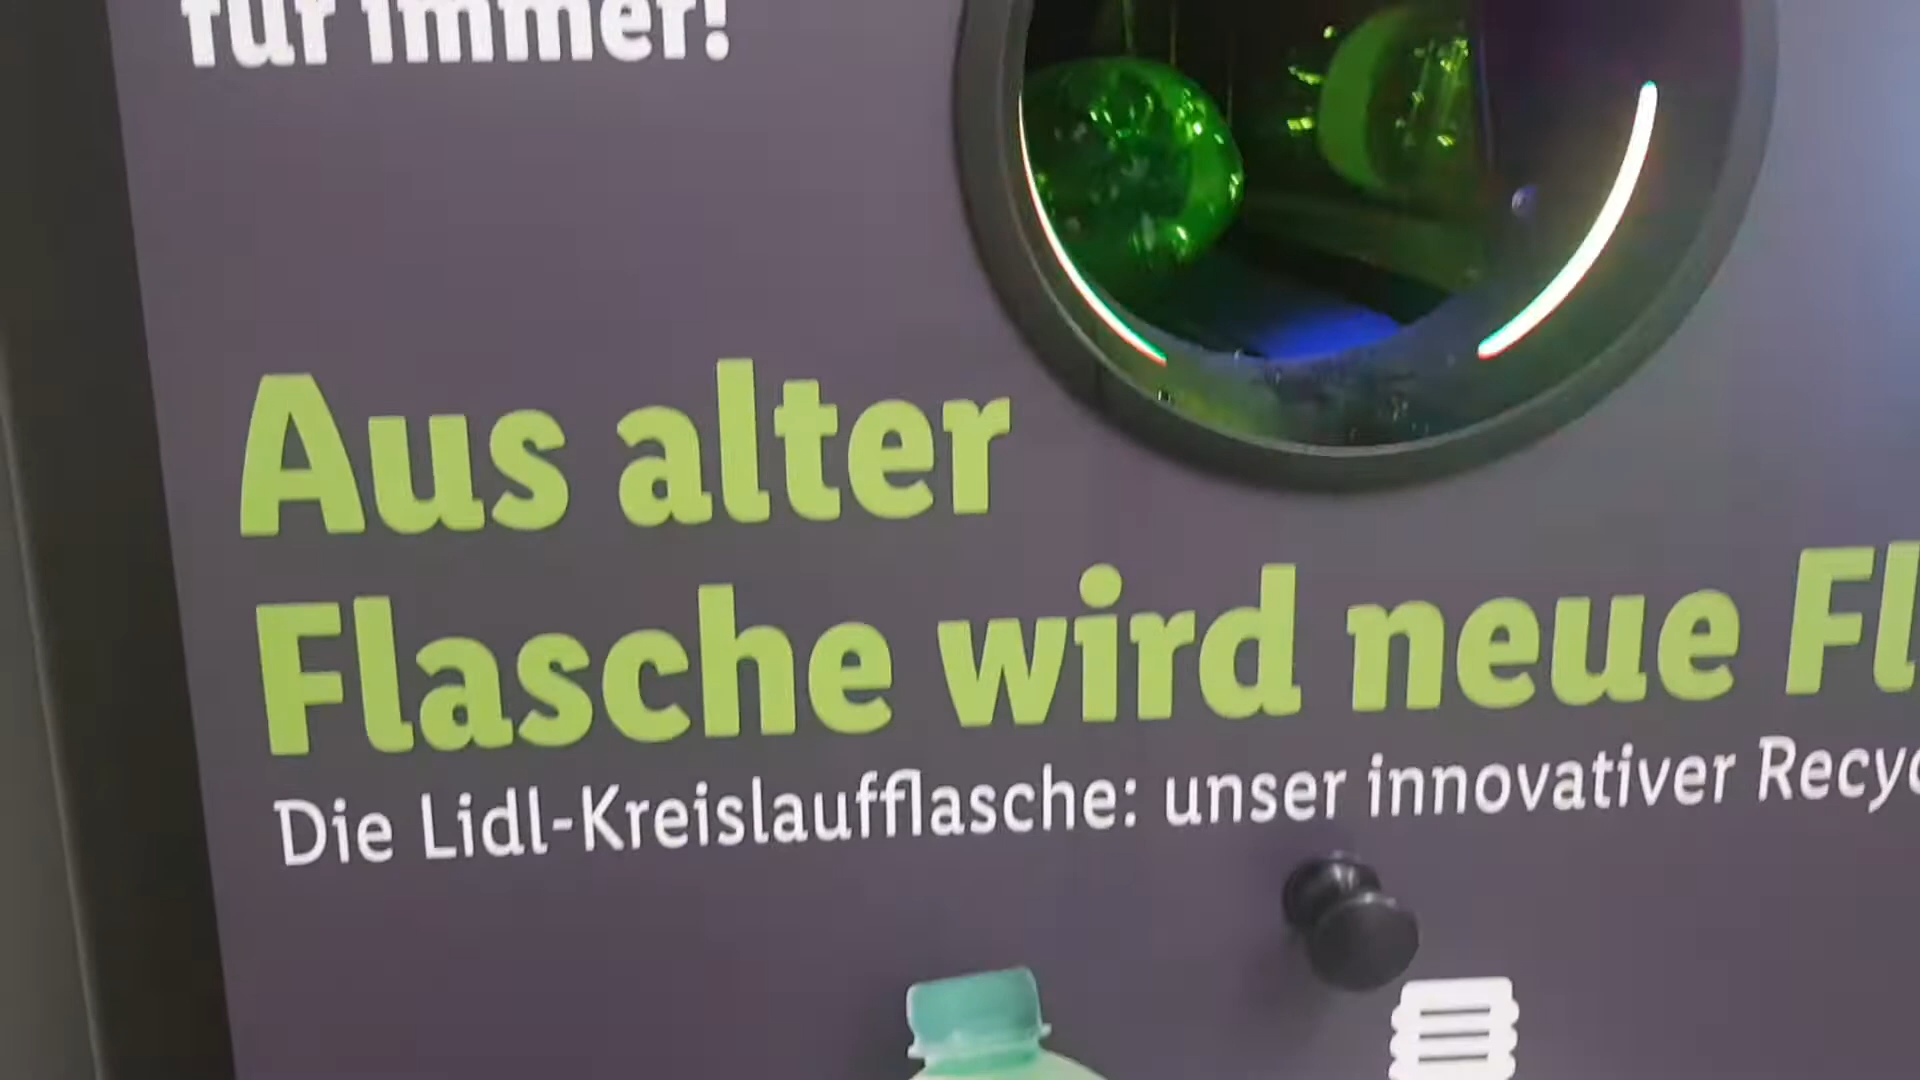 für immer!
Aus alter
Flasche wird neue Fl
Die Lidl-Kreislaufflasche: unser innovativer Recyc